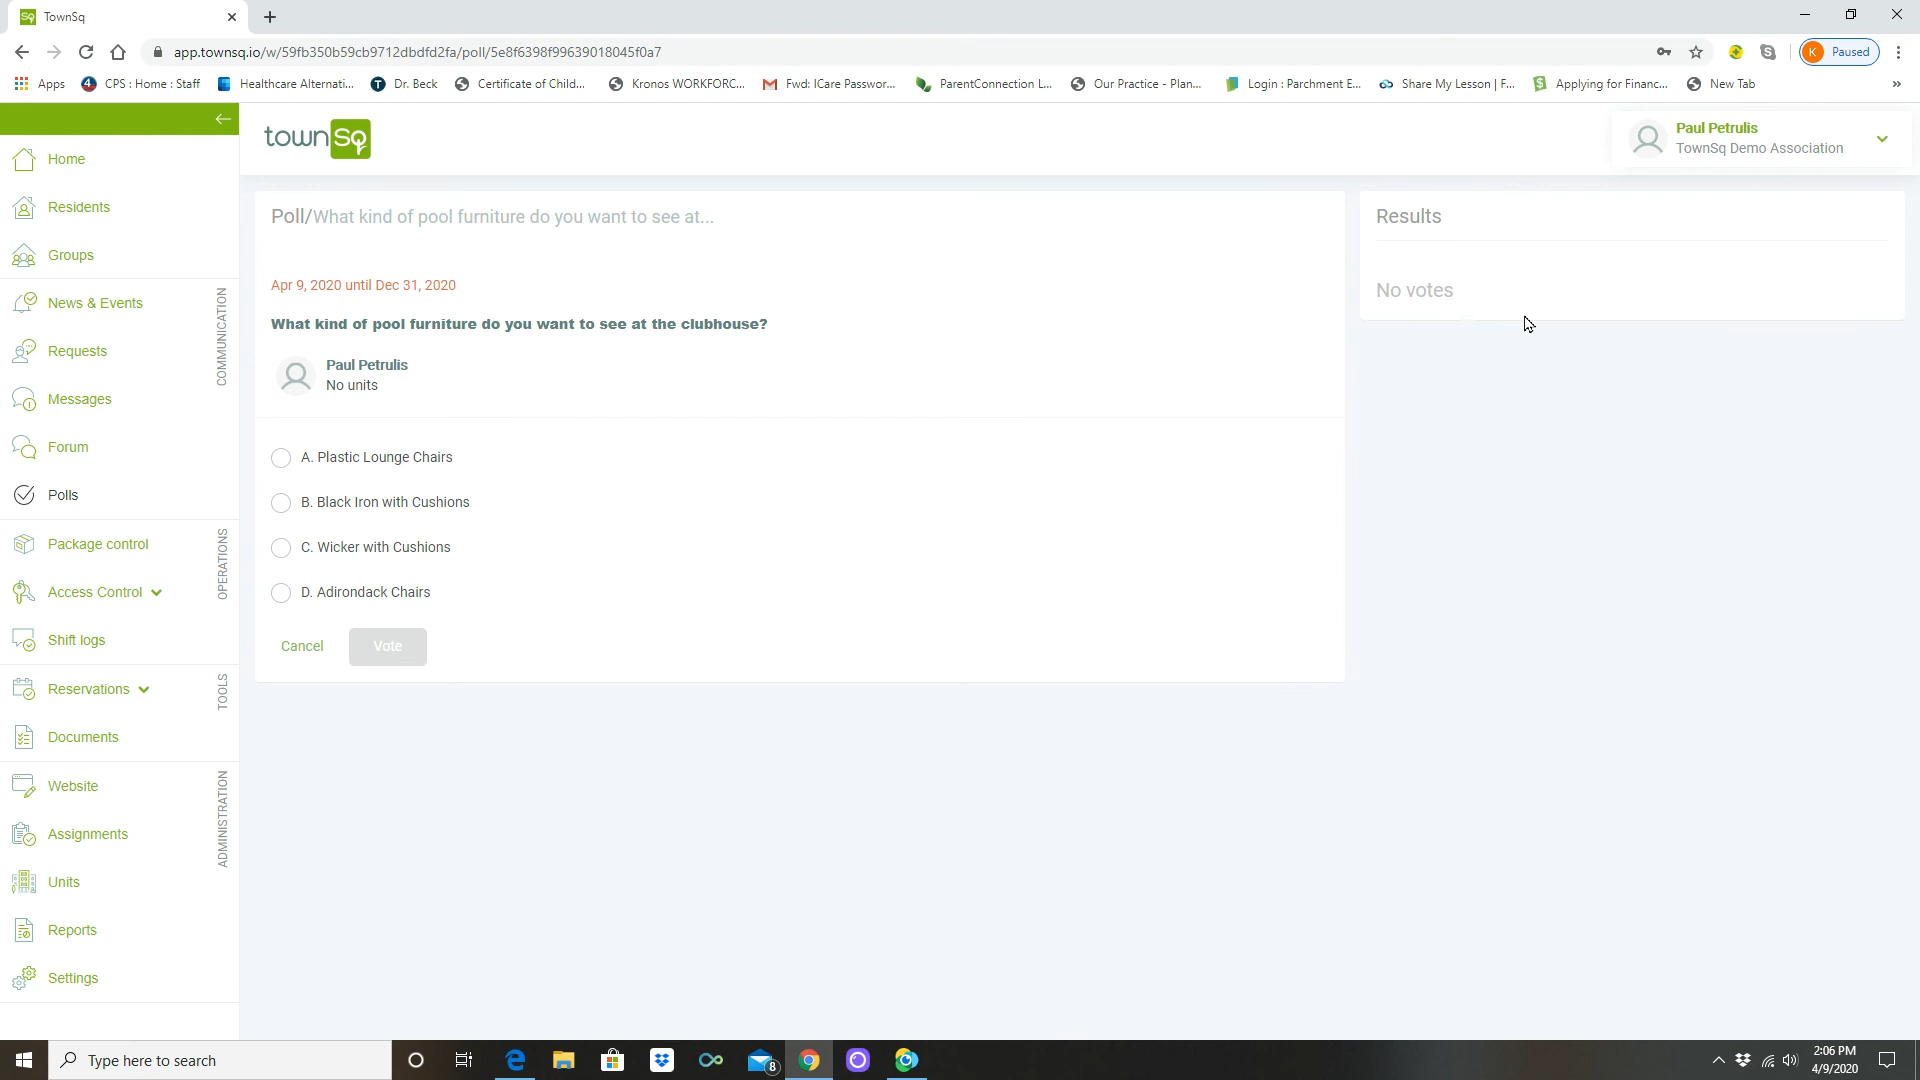 TownSq
app.townsq.io/w/59fb350b59cb9712dbdfd2fa/poll/5e8f6398f99639018045f0a7
K Paused
Apps
CPS : Home : Staff
Healthcare Alternati...
Dr. Beck
Certificate of Child...
Kronos WORKFORC...
Fwd: ICare Passwor...
ParentConnection L...
Our Practice - Plan...
Login : Parchment E...
Share My Lesson | F...
Applying for Financ...
New Tab
»
Home
Residents
Groups
News & Events
Requests
Messages
Forum
Polls
COMMUNICATION
Package control
Access Control
Shift logs
OPERATIONS
Reservations
Documents
TOOLS
Website
Assignments
Units
Reports
Settings
ADMINISTRATION
town Sq
Paul Petrulis
TownSq Demo Association
Poll/What kind of pool furniture do you want to see at...
Apr 9, 2020 until Dec 31, 2020
What kind of pool furniture do you want to see at the clubhouse?
Paul Petrulis
No units
A. Plastic Lounge Chairs
B. Black Iron with Cushions
C. Wicker with Cushions
D. Adirondack Chairs
Cancel
Vote
Results
No votes
Type here to search
8
2:06 PM
4/9/2020